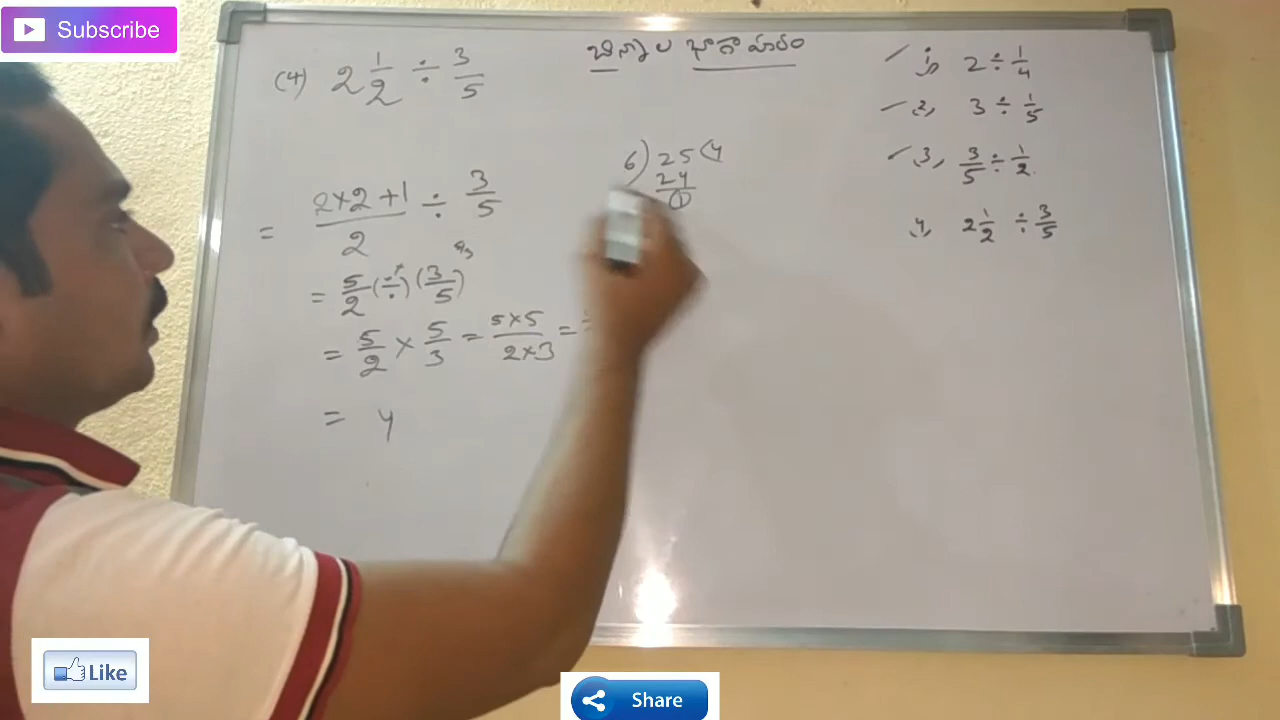 Subscribe
భిన్నాల భాగాహారం
(4) 2 1/2 ÷ 3/5
= 2×2+1/2 ÷ 3/5
= 5/2 (÷) (3/5)
= 5/2 × 5/3 = 5×5/2×3 =
= 4
6) 25 (4
24
1
1, 2 ÷ 1/4
2, 3 ÷ 1/5
3, 3/5 ÷ 1/2
4, 2 1/2 ÷ 3/5
Like
Share